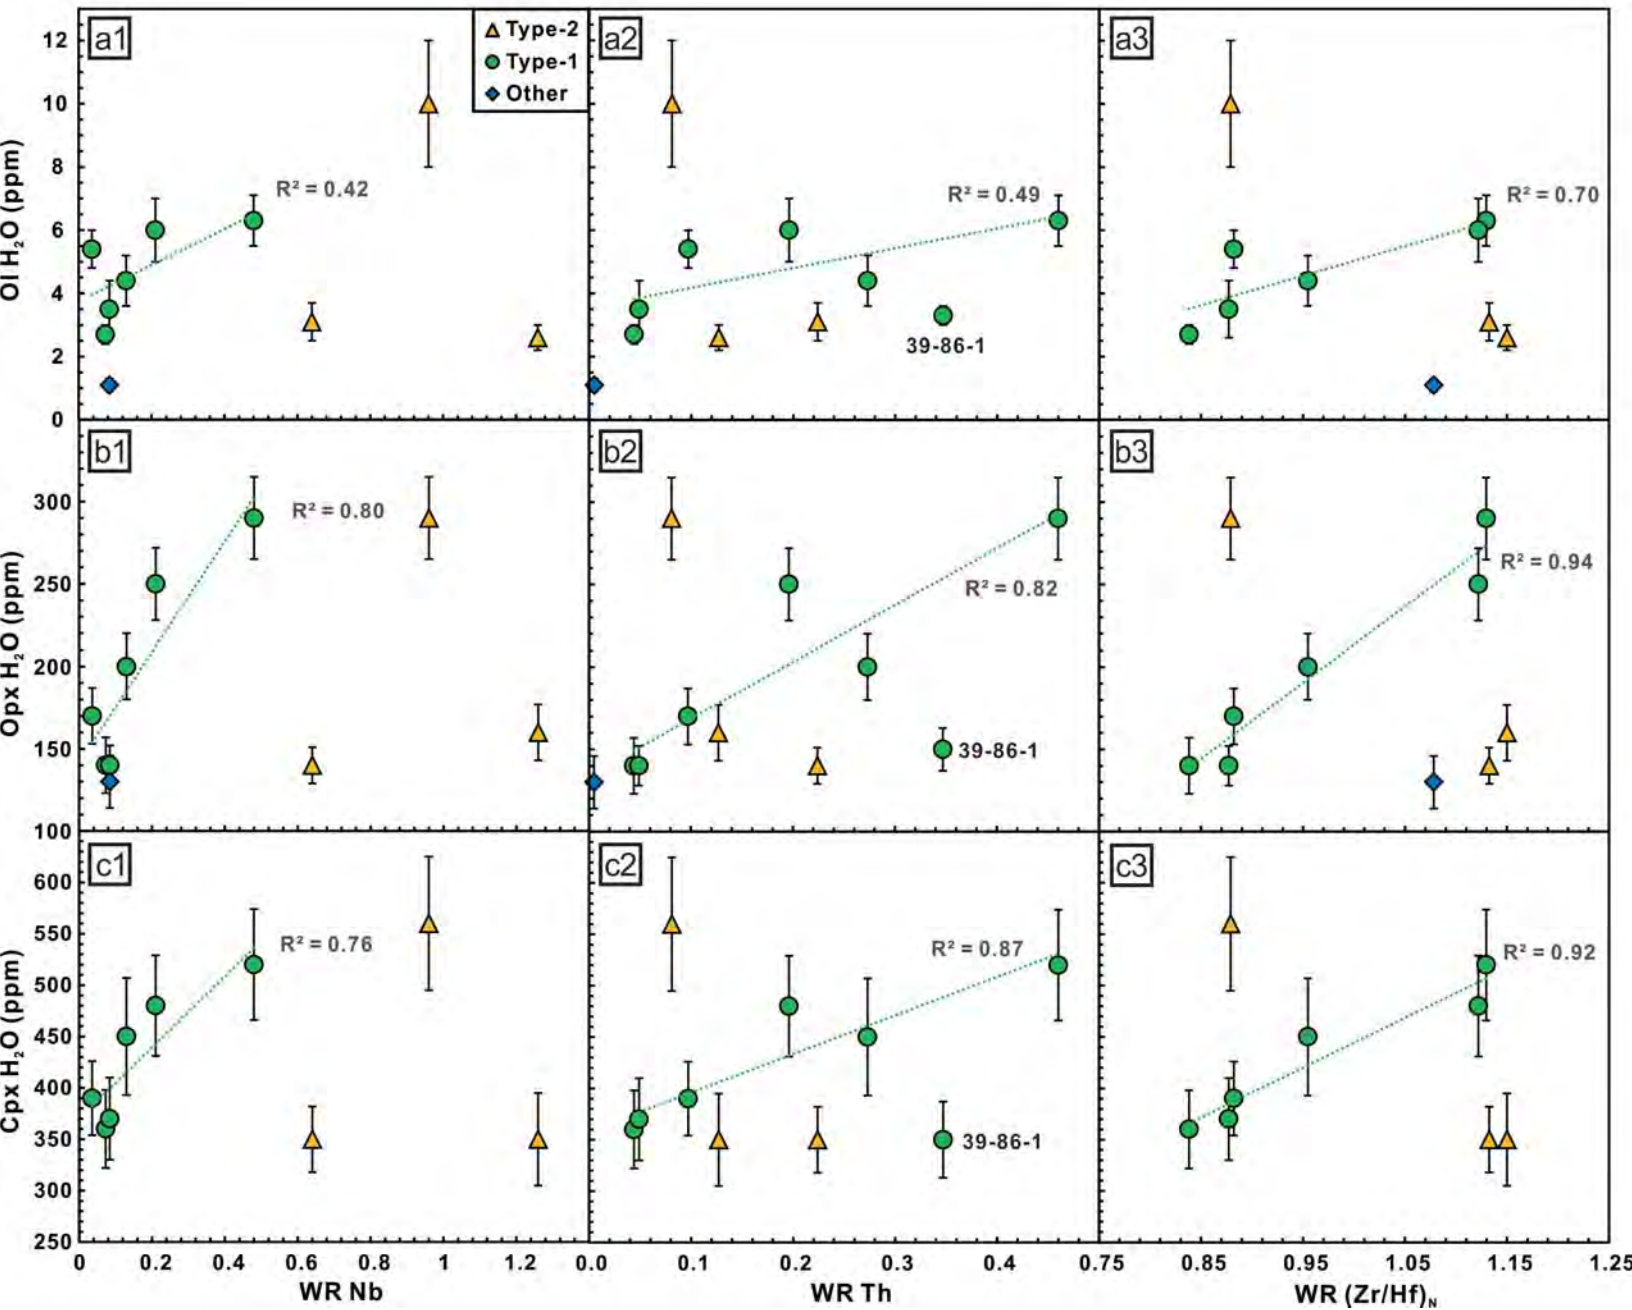 a1
Type-2
Type-1
Other
a2
a3
12
10
8
6
4
2
0
Ol H₂O (ppm)
R² = 0.42
R² = 0.49
39-86-1
R² = 0.70
b1
b2
b3
300
250
200
150
100
Opx H₂O (ppm)
R² = 0.80
R² = 0.82
39-86-1
R² = 0.94
c1
c2
c3
600
550
500
450
400
350
300
250
Cpx H₂O (ppm)
R² = 0.76
R² = 0.87
39-86-1
R² = 0.92
0 0.2 0.4 0.6 0.8 1 1.2
0.0 0.2 0.4 0.6 0.8
0.75 0.85 0.95 1.05 1.15 1.25
WR Nb
WR Th
WR (Zr/Hf)N